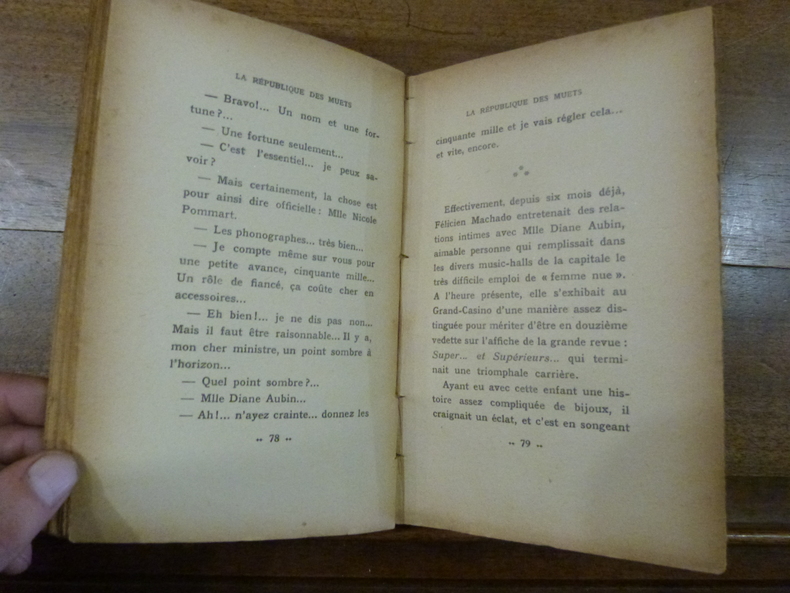 LA RÉPUBLIQUE DES MUETS
— Bravo!... Un nom et une for-
tune?...
— Une fortune seulement...
— C'est l'essentiel... je peux sa-
voir?
— Mais certainement, la chose est
pour ainsi dire officielle : Mlle Nicole
Pommart.
— Les phonographes... très bien...
— Je compte même sur vous pour
une petite avance, cinquante mille...
Un rôle de fiancé, ça coûte cher en
accessoires...
— Eh bien!... je ne dis pas non...
Mais il faut être raisonnable... Il y a,
mon cher ministre, un point sombre à
l'horizon...
— Quel point sombre?...
— Mlle Diane Aubin...
— Ah!... n'ayez crainte... donnez les
.. 78 ..
LA RÉPUBLIQUE DES MUETS
cinquante mille et je vais régler cela...
et vite, encore.
* * *
Effectivement, depuis six mois déjà,
Félicien Machado entretenait des rela-
tions intimes avec Mlle Diane Aubin,
aimable personne qui remplissait dans
les divers music-halls de la capitale le
très difficile emploi de « femme nue ».
A l'heure présente, elle s'exhibait au
Grand-Casino d'une manière assez dis-
tinguée pour mériter d'être en douzième
vedette sur l'affiche de la grande revue :
Super... et Supérieurs... qui termi-
nait une triomphale carrière.
Ayant eu avec cette enfant une his-
toire assez compliquée de bijoux, il
craignait un éclat, et c'est en songeant
.. 79 ..